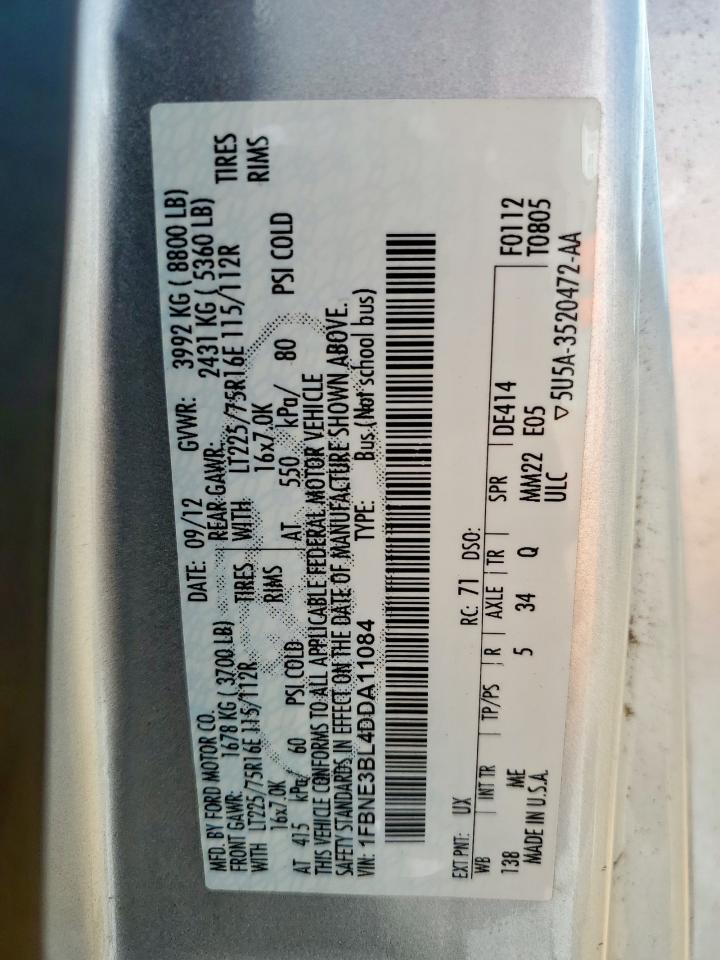 MFD. BY FORD MOTOR CO. DATE: 09/12 GVWR: 3992 KG ( 8800 LB)
FRONT GAWR: 1678 KG ( 3700 LB) REAR GAWR: 2431 KG ( 5360 LB)
WITH LT225/75R16E 115/112R TIRES WITH LT225/75R16E 115/112R TIRES
16x7.0K RIMS 16x7.0K RIMS
AT 415 kPa/ 60 PSI COLD AT 550 kPa/ 80 PSI COLD
THIS VEHICLE CONFORMS TO ALL APPLICABLE FEDERAL MOTOR VEHICLE
SAFETY STANDARDS IN EFFECT ON THE DATE OF MANUFACTURE SHOWN ABOVE.
VIN: 1FBNE3BL4DDA11084 TYPE: Bus (Not school bus)
EXT PNT: UX RC: 71 DSO:
WB INT TR TP/PS R AXLE TR SPR DE414 F0112
138 ME 5 34 Q MM22 E05 T0805
MADE IN U.S.A. ULC
▽5U5A-3520472-AA